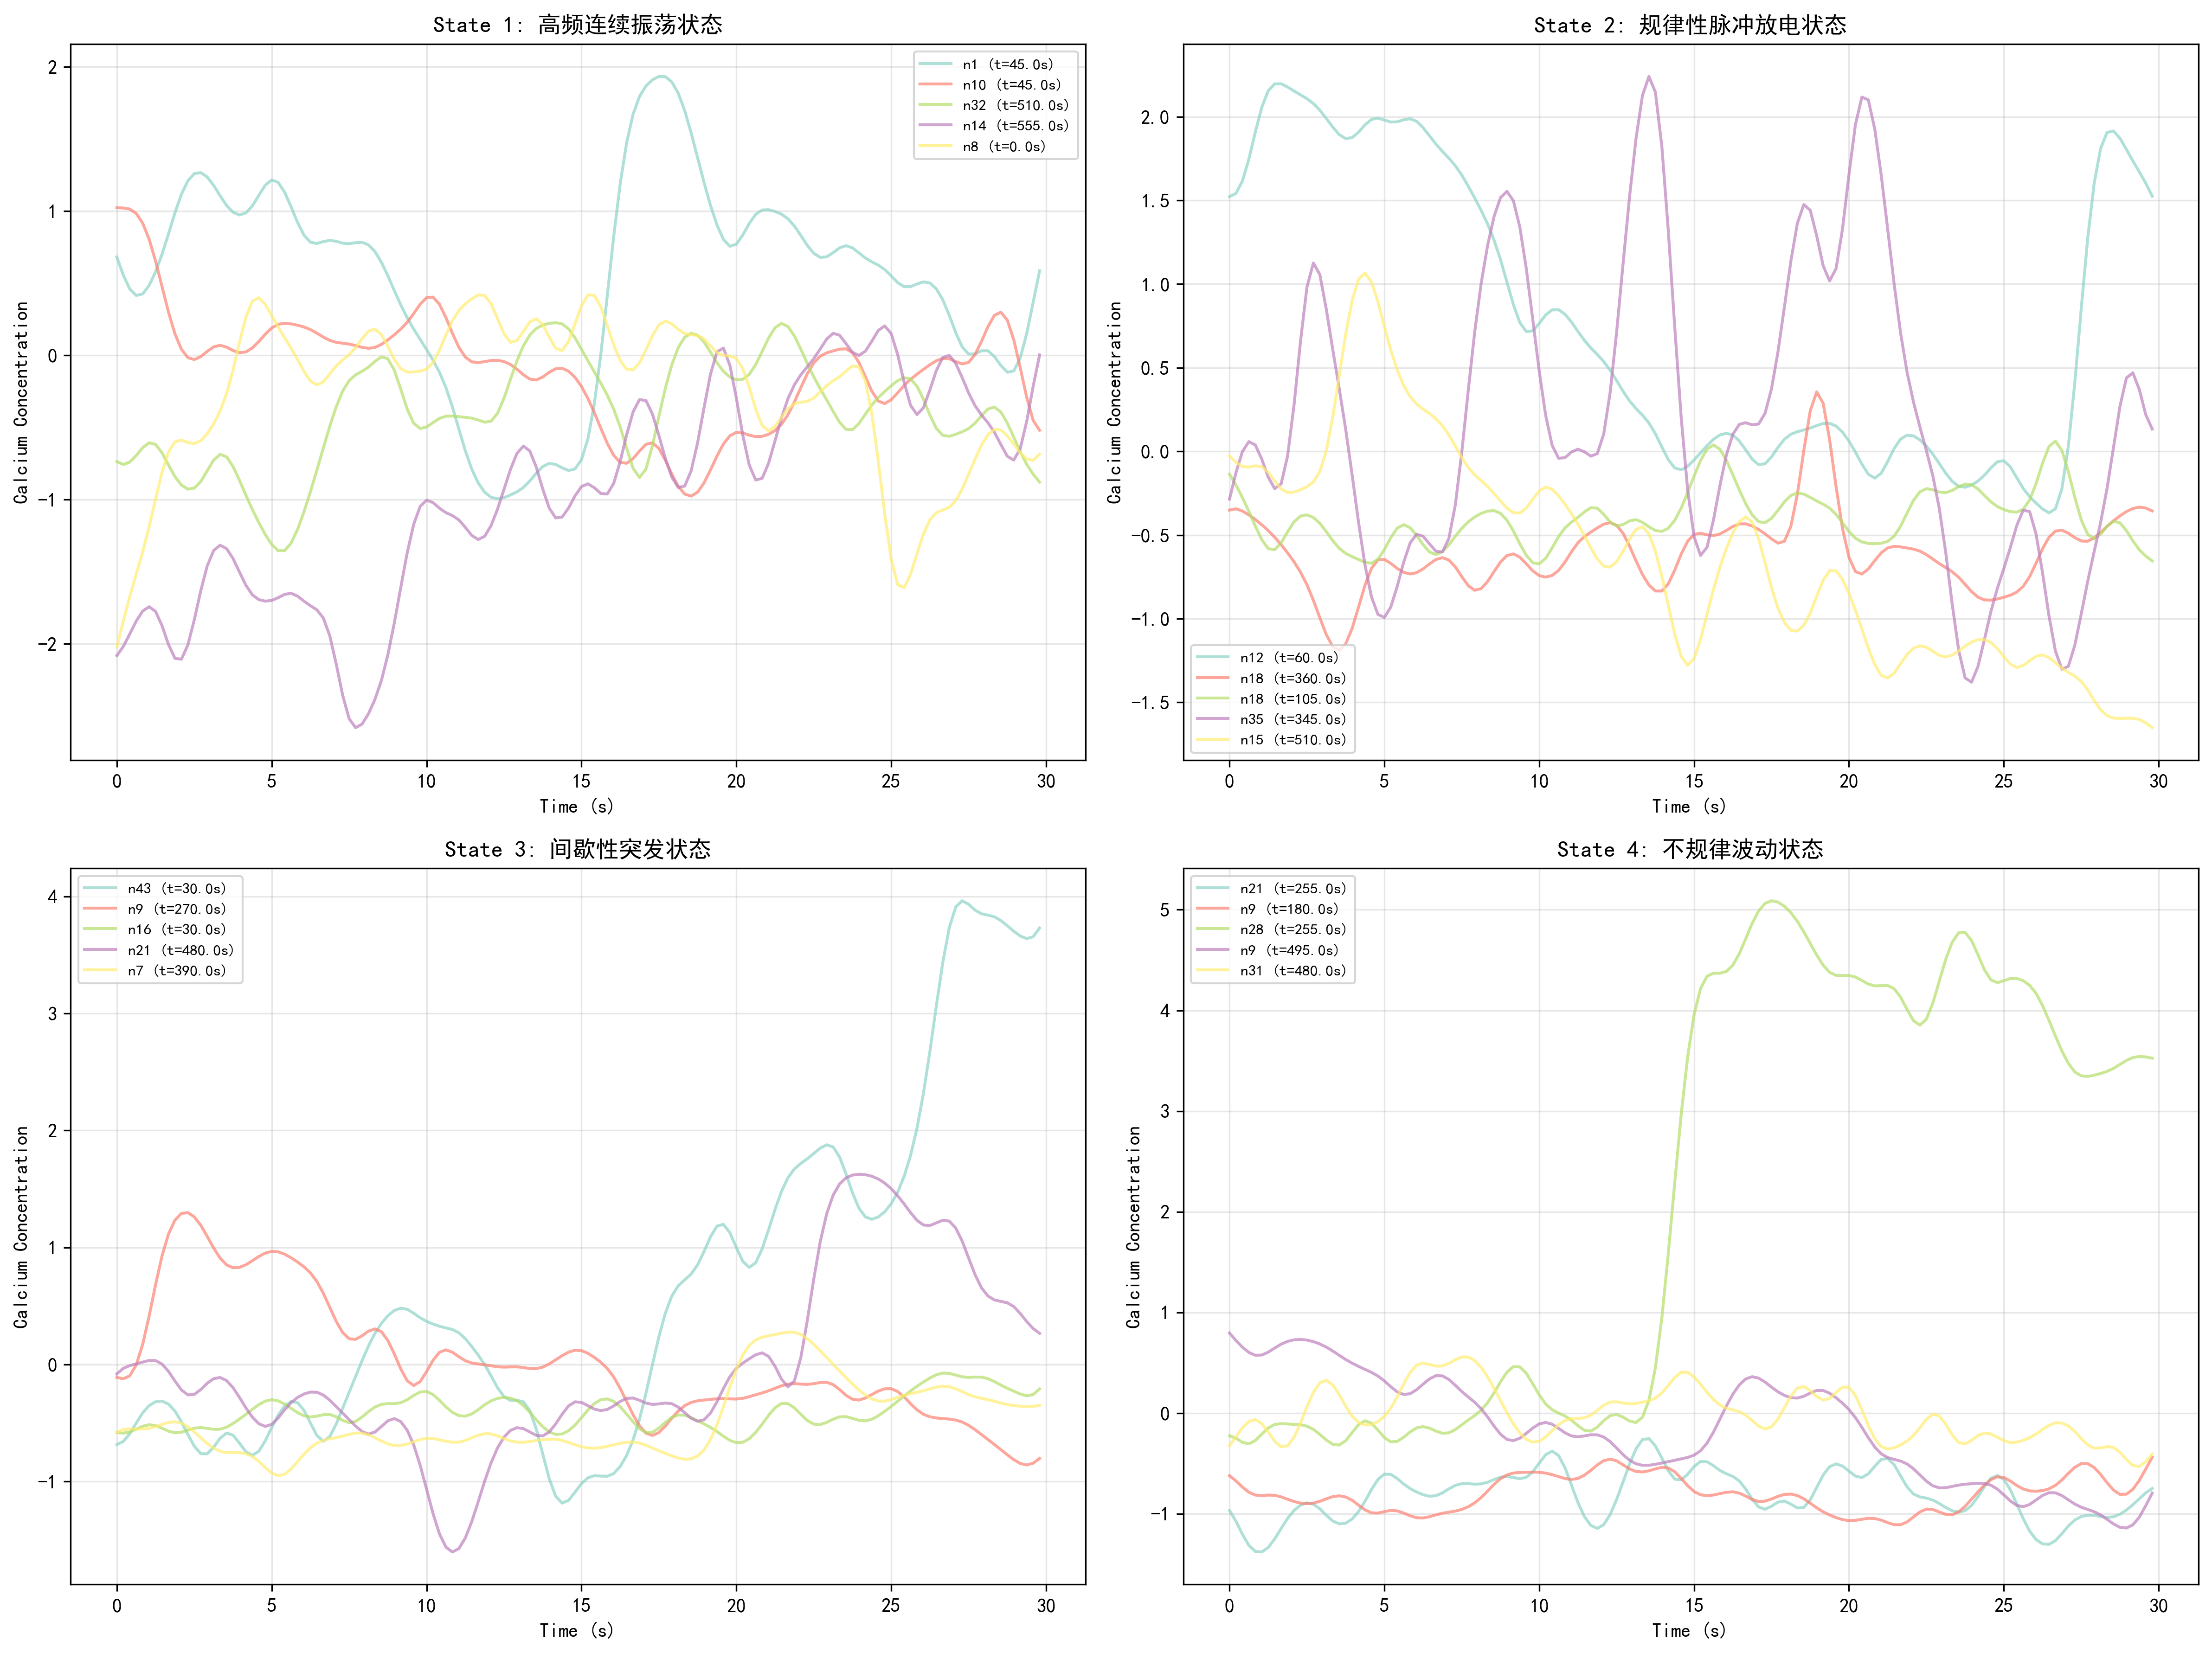 State 1: 高频连续振荡状态
2
1
0
−1
−2
Calcium Concentration
n1 (t=45.0s)
n10 (t=45.0s)
n32 (t=510.0s)
n14 (t=555.0s)
n8 (t=0.0s)
0 5 10 15 20 25 30
Time (s)
State 2: 规律性脉冲放电状态
2.0
1.5
1.0
0.5
0.0
−0.5
−1.0
−1.5
Calcium Concentration
n12 (t=60.0s)
n18 (t=360.0s)
n18 (t=105.0s)
n35 (t=345.0s)
n15 (t=510.0s)
0 5 10 15 20 25 30
Time (s)
State 3: 间歇性突发状态
4
3
2
1
0
−1
Calcium Concentration
n43 (t=30.0s)
n9 (t=270.0s)
n16 (t=30.0s)
n21 (t=480.0s)
n7 (t=390.0s)
0 5 10 15 20 25 30
Time (s)
State 4: 不规律波动状态
5
4
3
2
1
0
−1
Calcium Concentration
n21 (t=255.0s)
n9 (t=180.0s)
n28 (t=255.0s)
n9 (t=495.0s)
n31 (t=480.0s)
0 5 10 15 20 25 30
Time (s)